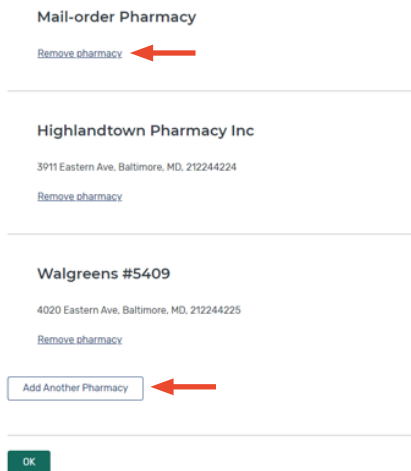 Mail-order Pharmacy
Remove pharmacy
Highlandtown Pharmacy Inc
3911 Eastern Ave, Baltimore, MD, 212244224
Remove pharmacy
Walgreens #5409
4020 Eastern Ave, Baltimore, MD, 212244225
Remove pharmacy
Add Another Pharmacy
OK